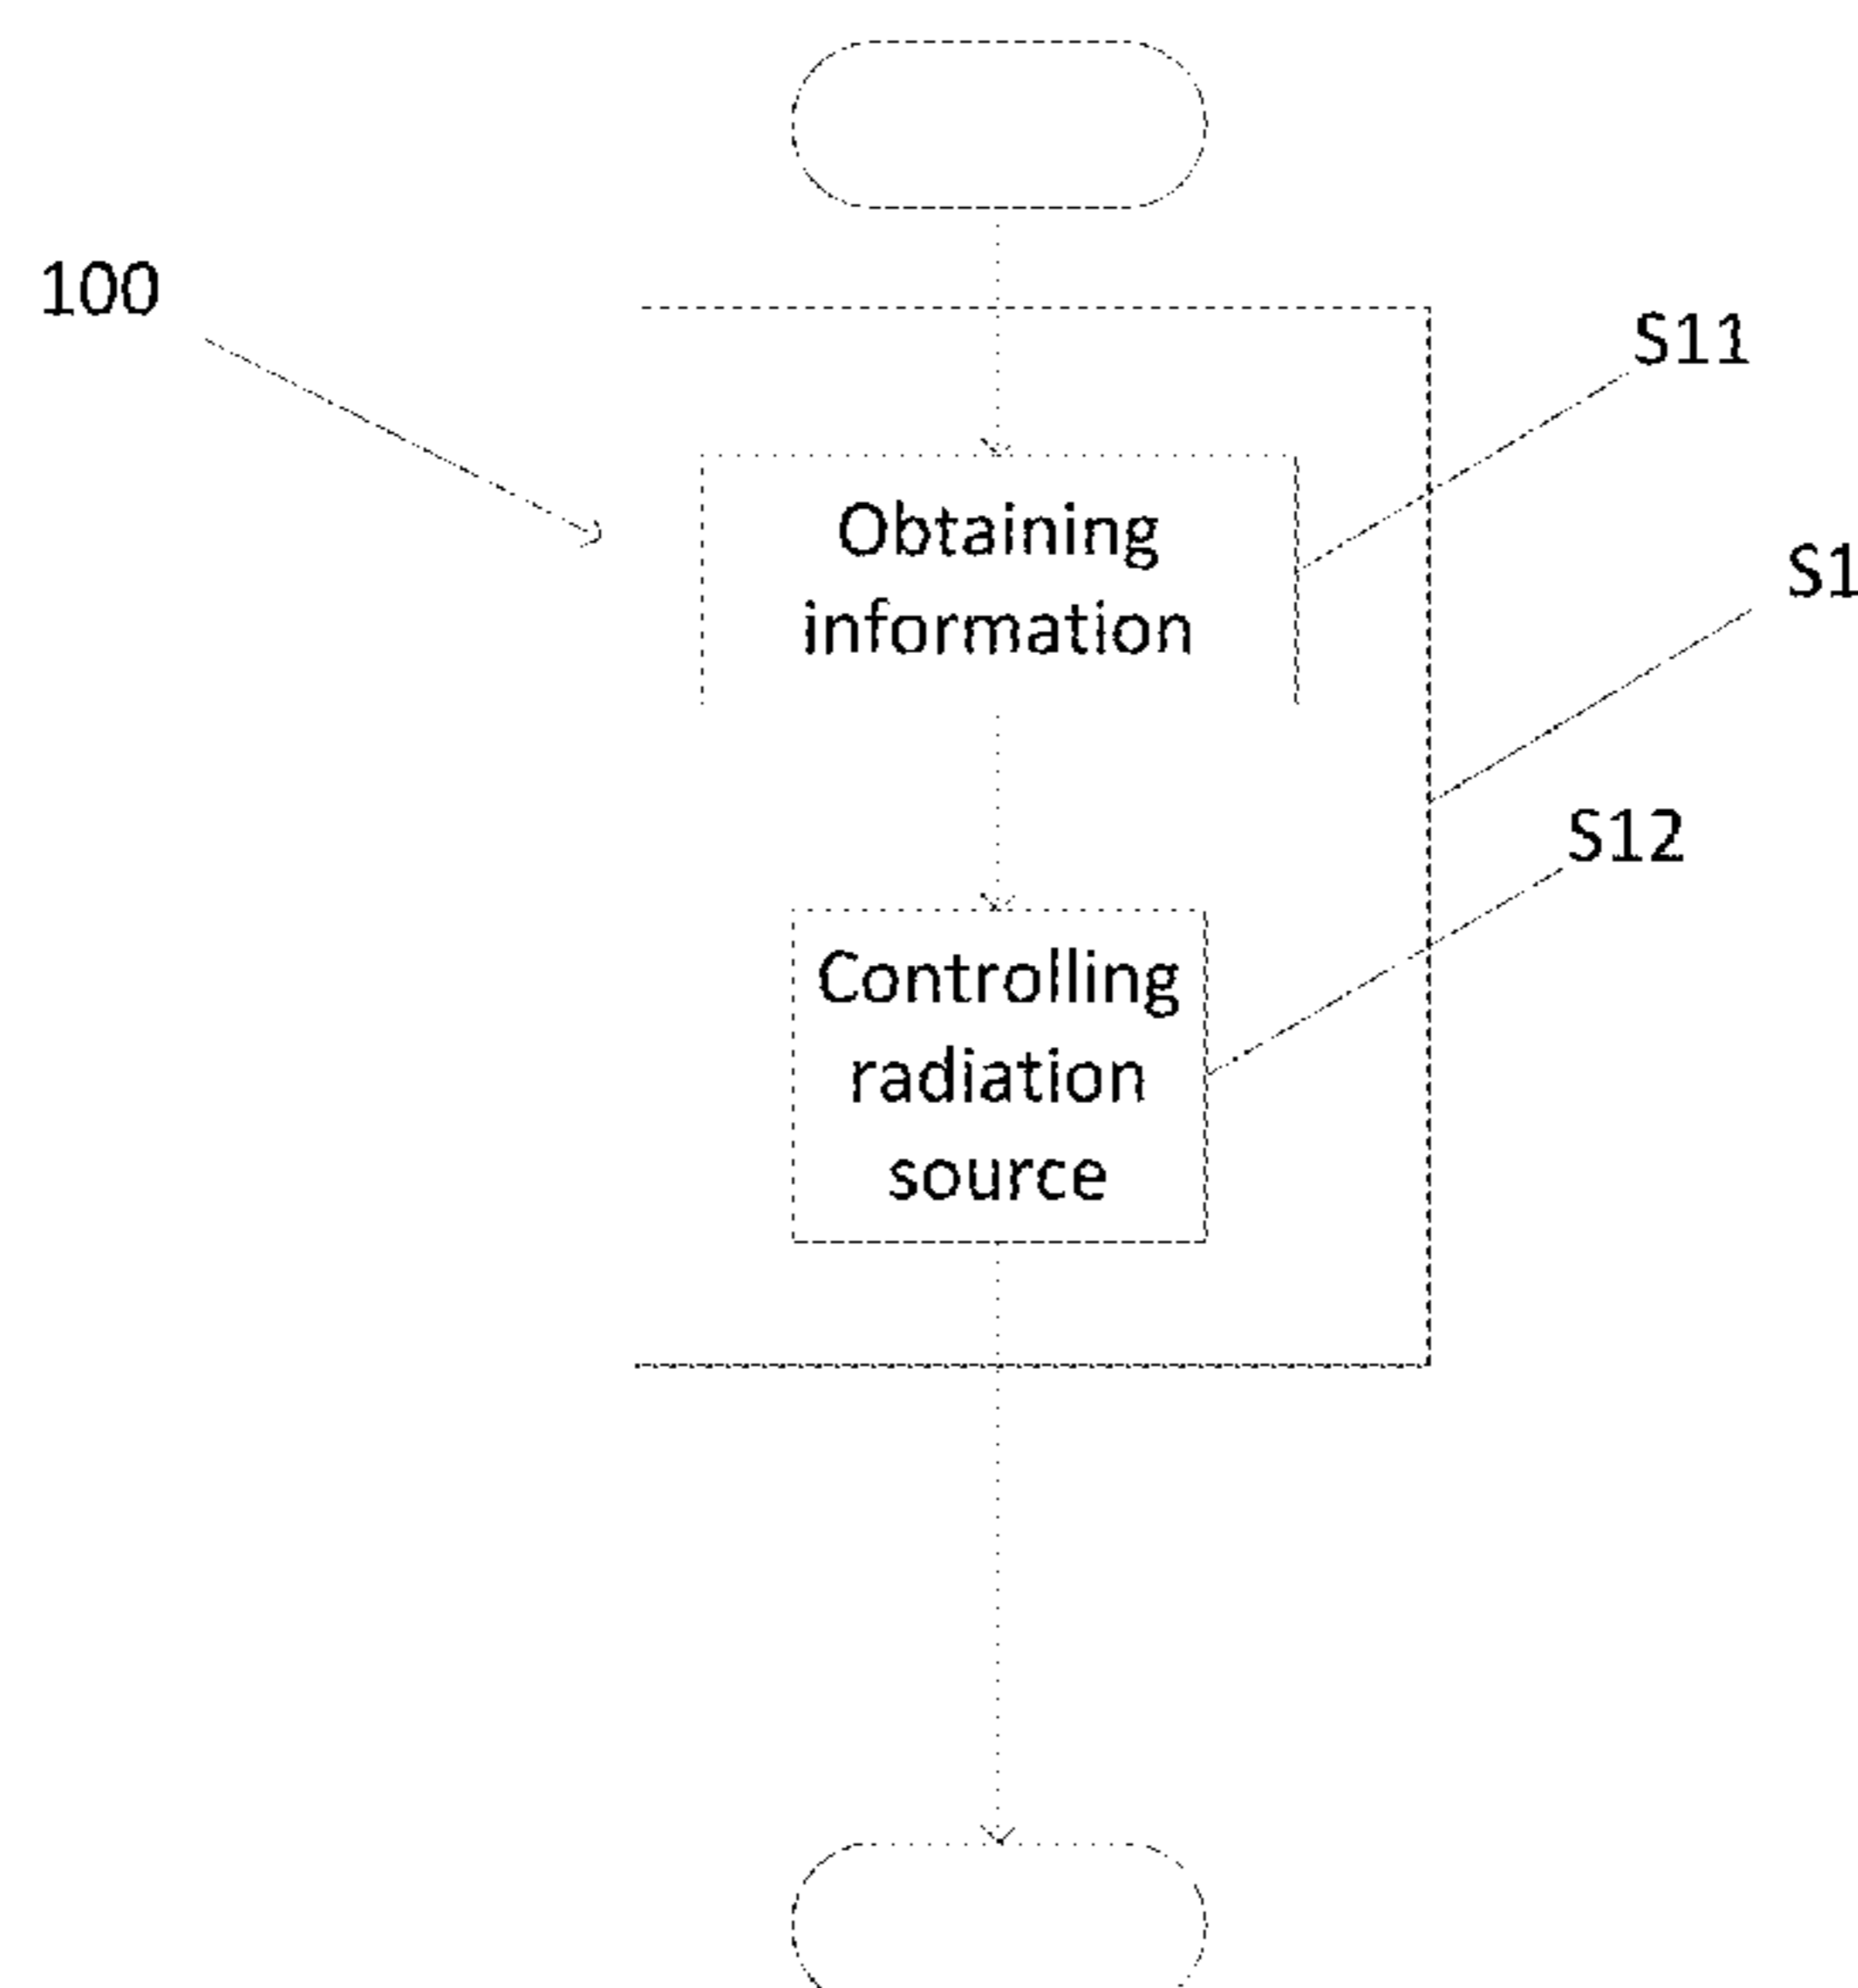 100
S11
Obtaining
information
S1
S12
Controlling
radiation
source